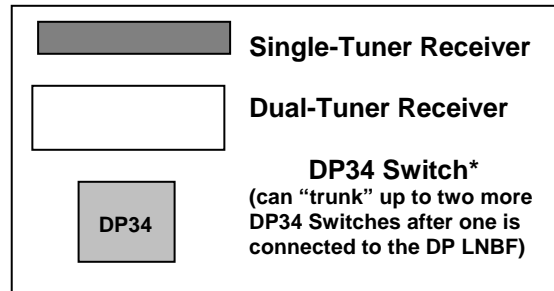 Single-Tuner Receiver
Dual-Tuner Receiver
DP34 Switch*
(can “trunk” up to two more
DP34
DP34 Switches after one is
connected to the DP LNBF)